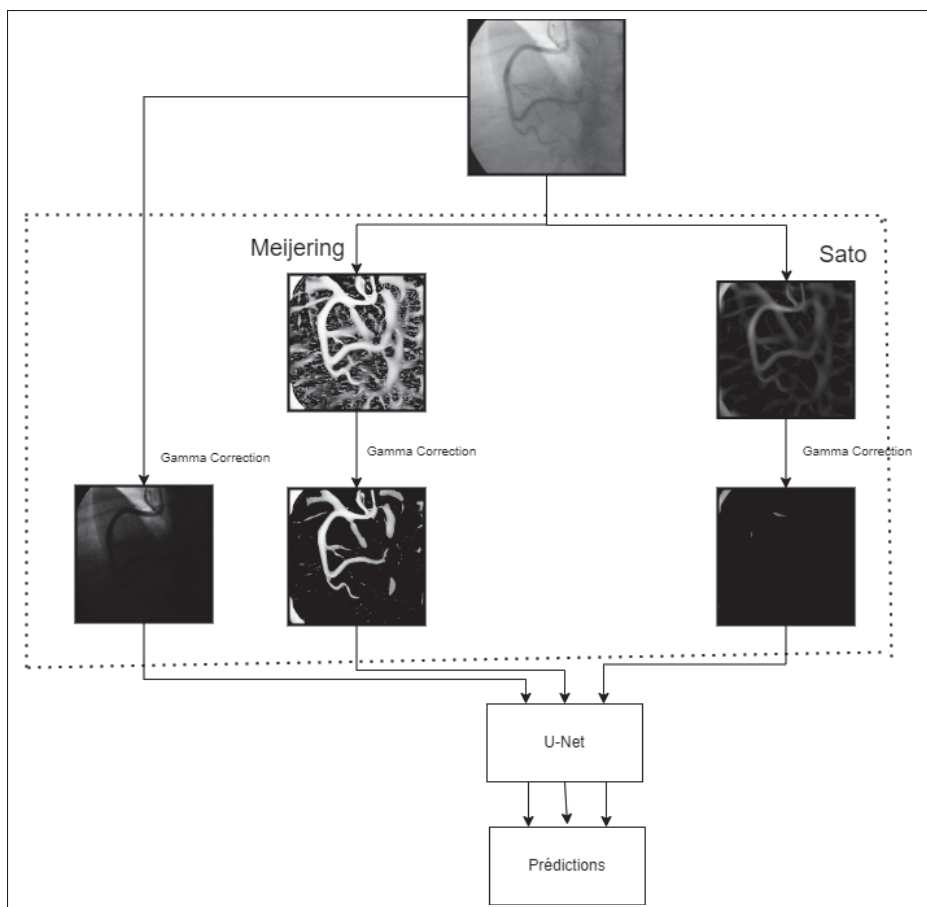 Meijering
Sato
Gamma Correction
Gamma Correction
Gamma Correction
U-Net
Prédictions